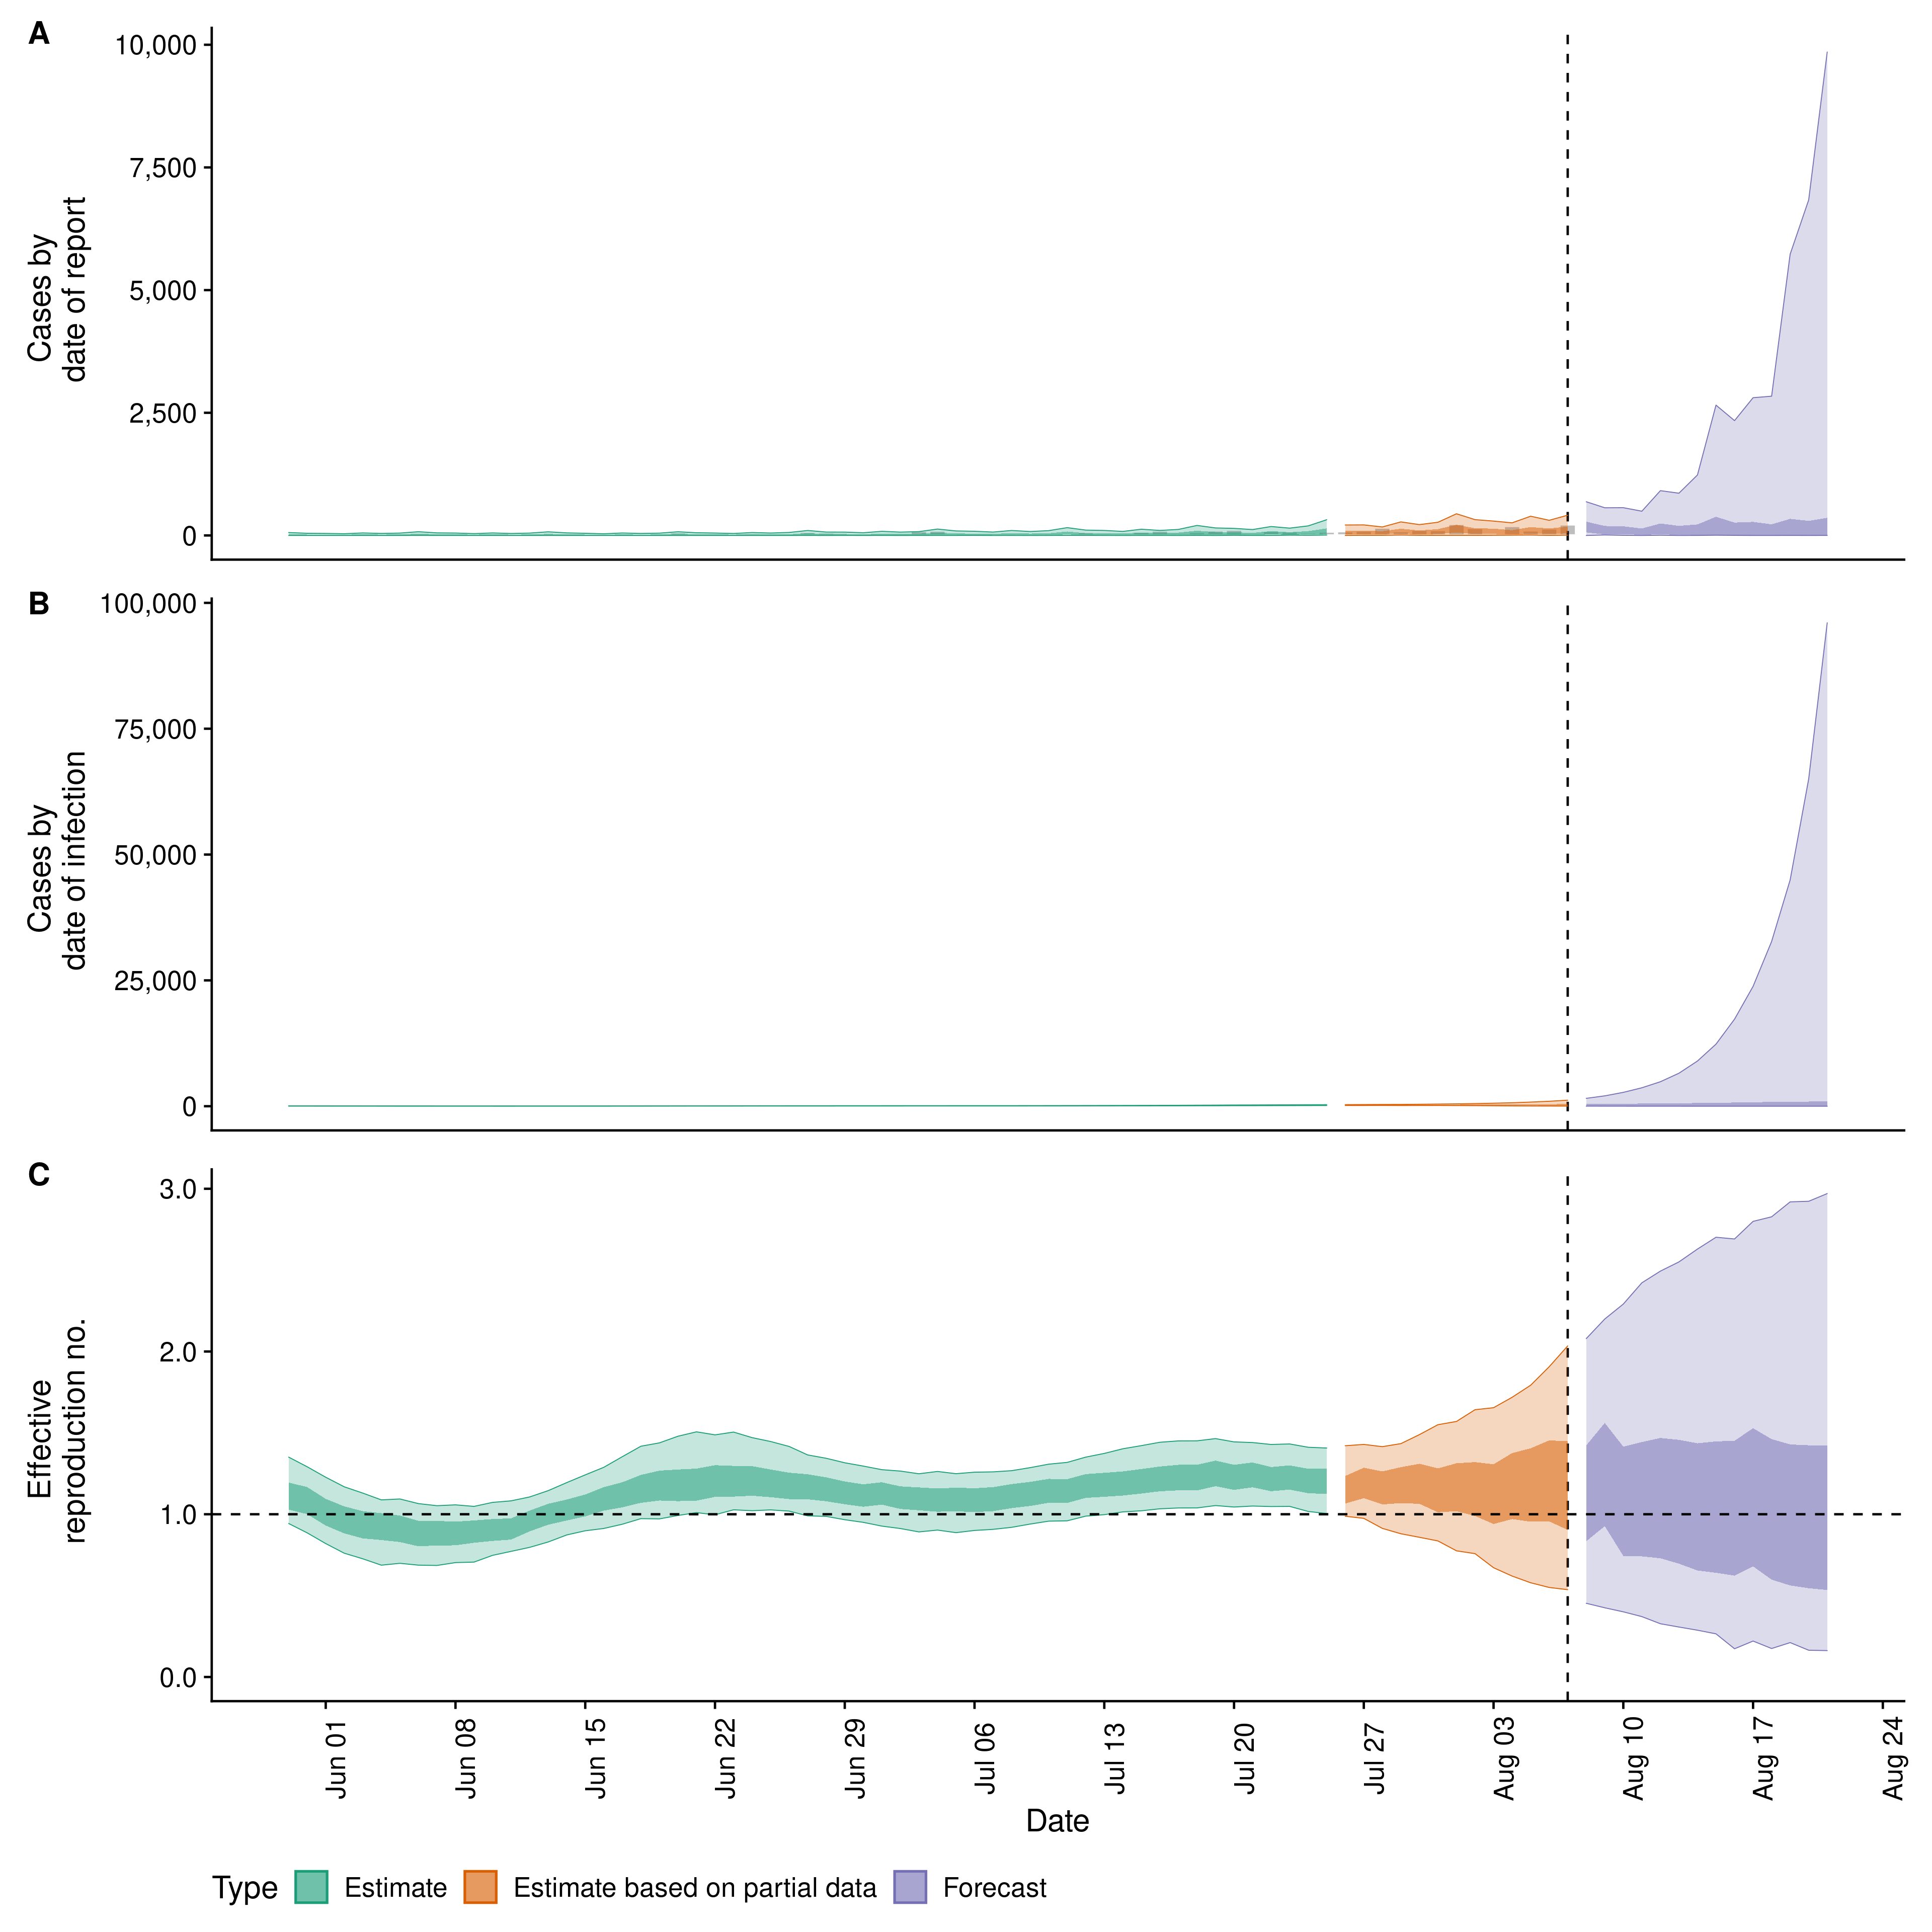 A
Cases by
date of report
10,000
7,500
5,000
2,500
0
B
Cases by
date of infection
100,000
75,000
50,000
25,000
0
C
Effective
reproduction no.
3.0
2.0
1.0
0.0
Jun 01
Jun 08
Jun 15
Jun 22
Jun 29
Jul 06
Jul 13
Jul 20
Jul 27
Aug 03
Aug 10
Aug 17
Aug 24
Date
Type Estimate Estimate based on partial data Forecast